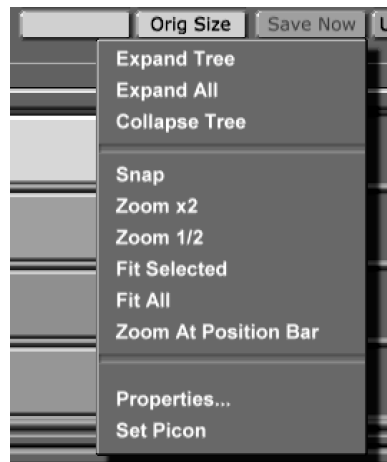 Orig Size Save Now
Expand Tree
Expand All
Collapse Tree
Snap
Zoom x2
Zoom 1/2
Fit Selected
Fit All
Zoom At Position Bar
Properties...
Set Picon